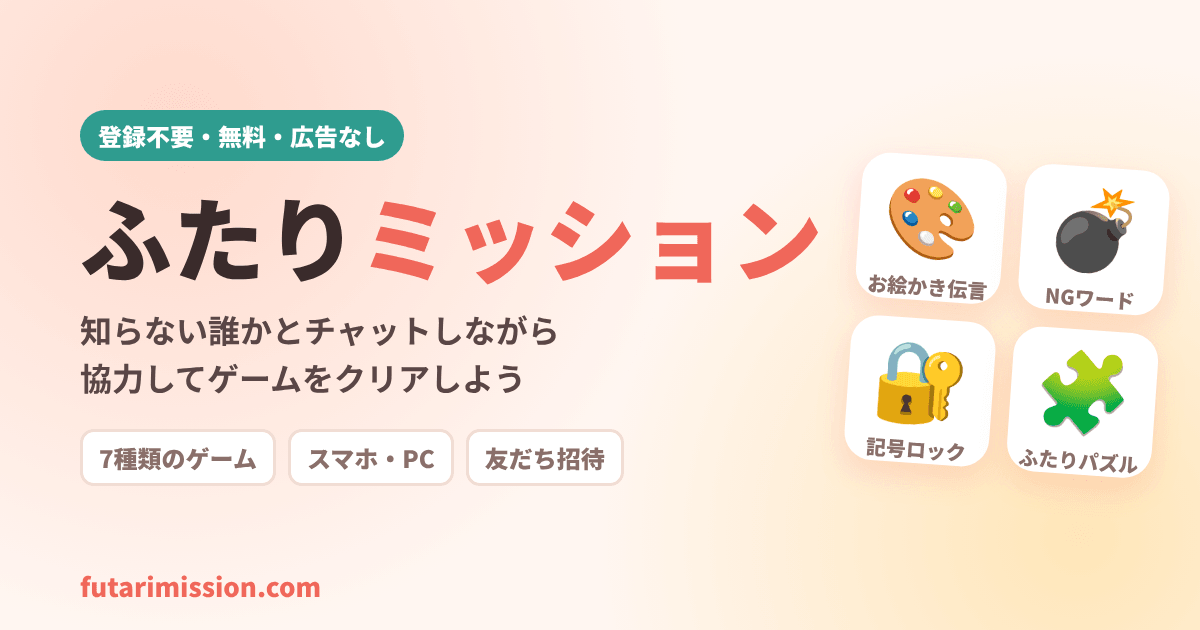 登録不要・無料・広告なし
ふたりミッション
知らない誰かとチャットしながら
協力してゲームをクリアしよう
7種類のゲーム
スマホ・PC
友だち招待
futarimission.com
お絵かき伝言
NGワード
記号ロック
ふたりパズル